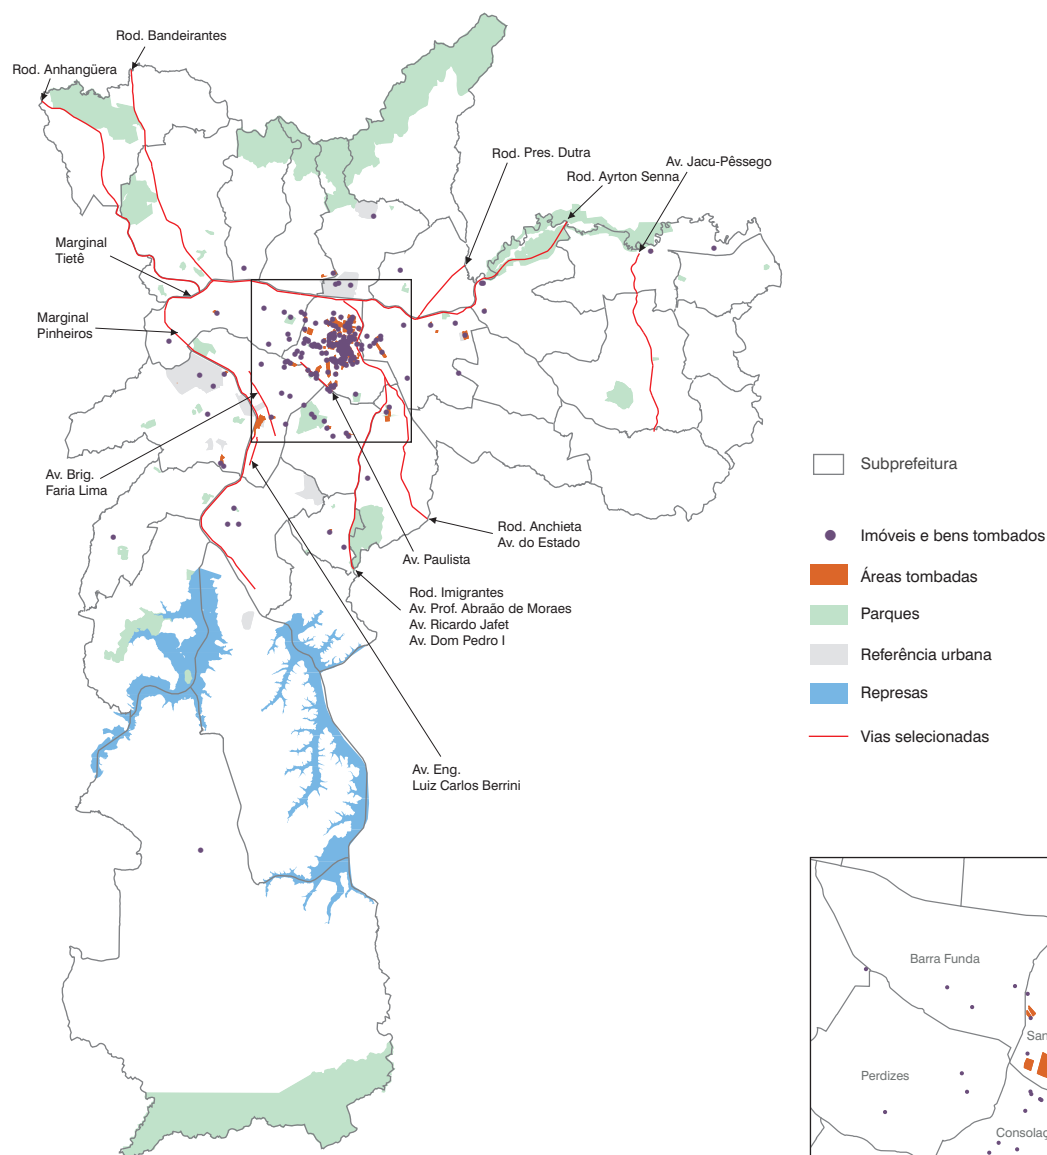 Rod. Bandeirantes
Rod. Anhangüera
Rod. Pres. Dutra
Av. Jacu-Pêssego
Rod. Ayrton Senna
Marginal
Tietê
Marginal
Pinheiros
Av. Brig.
Faria Lima
Rod. Anchieta
Av. do Estado
Av. Paulista
Rod. Imigrantes
Av. Prof. Abraão de Moraes
Av. Ricardo Jafet
Av. Dom Pedro I
Av. Eng.
Luiz Carlos Berrini
Subprefeitura
Imóveis e bens tombados
Áreas tombadas
Parques
Referência urbana
Represas
Vias selecionadas
Barra Funda
San
Perdizes
Consolaç